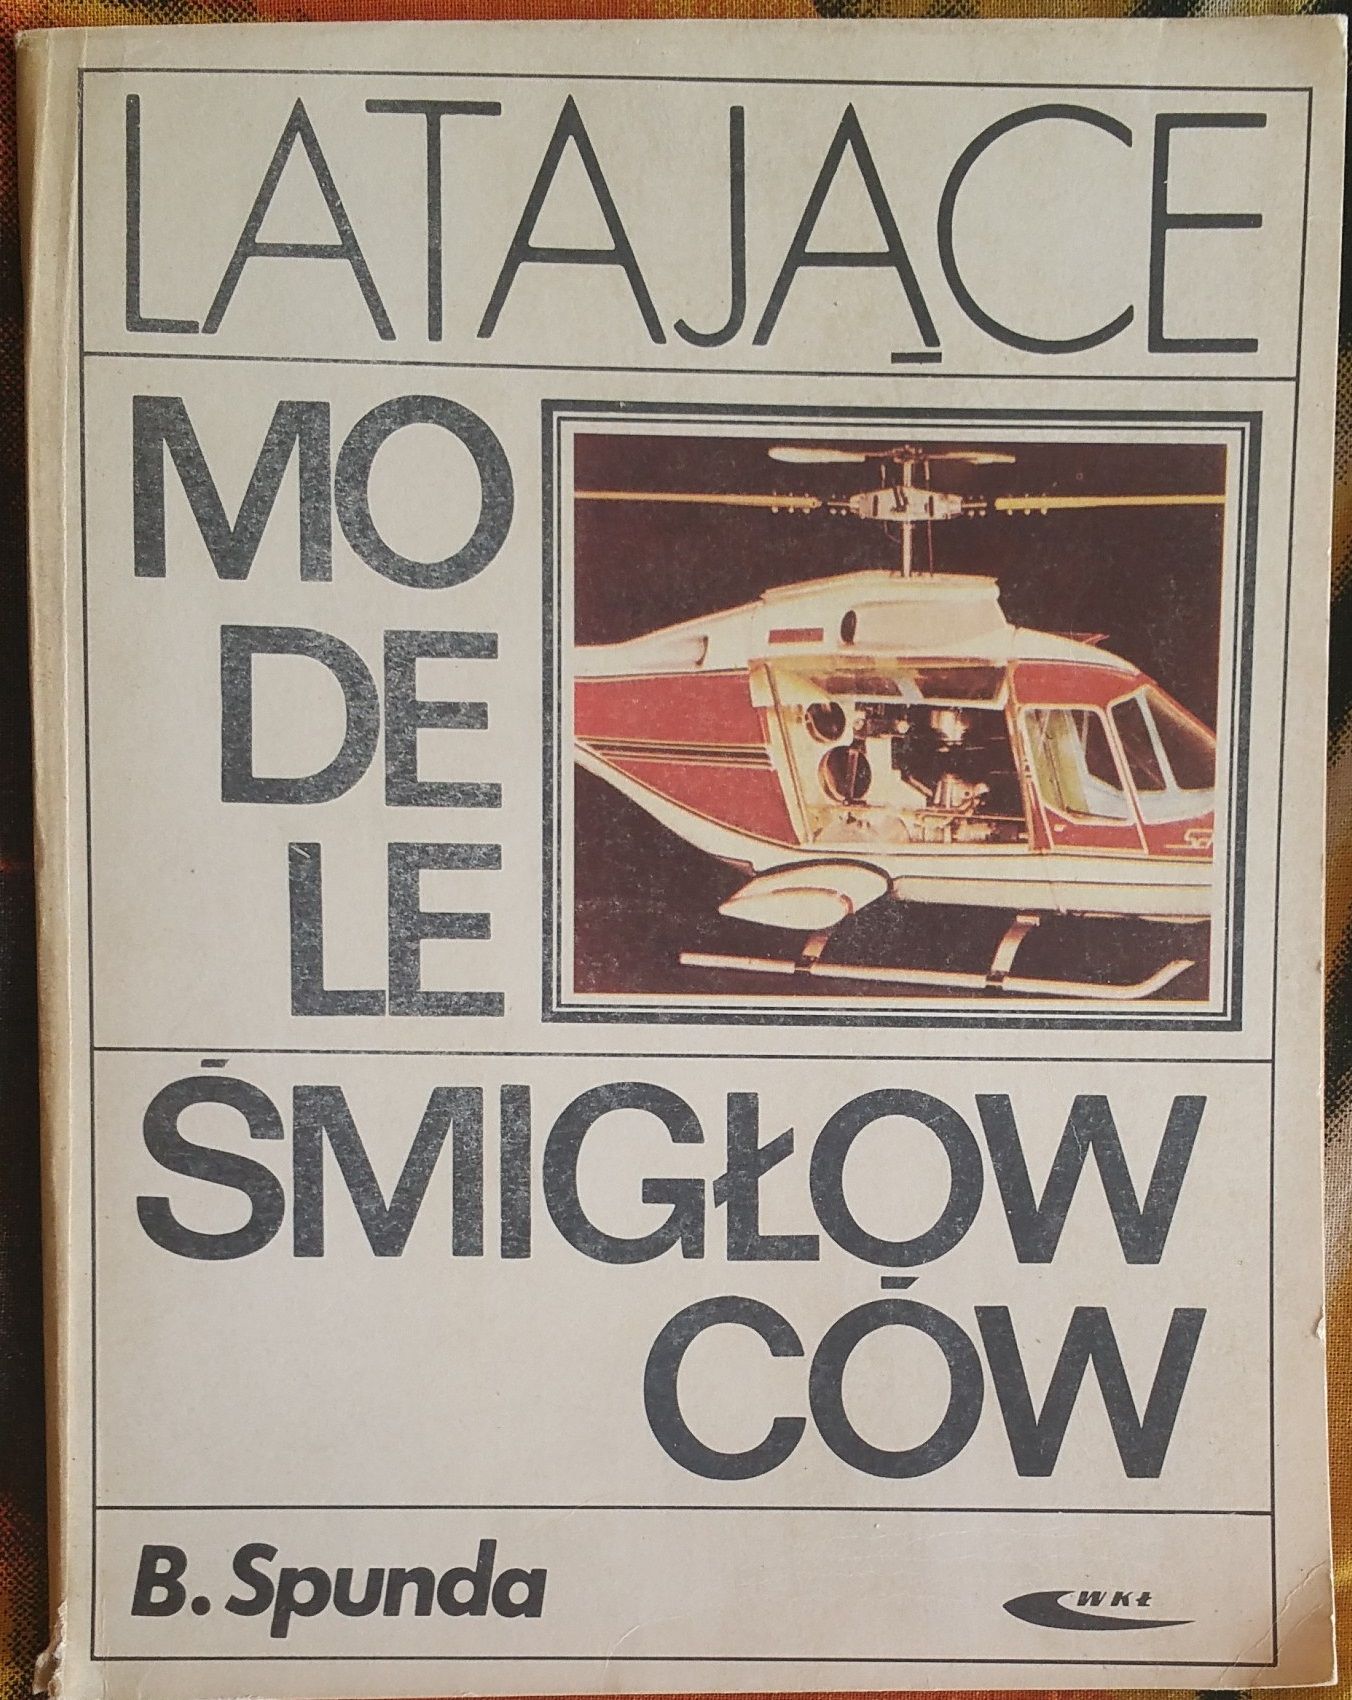 LATAJĄCE
MO
DE
LE
ŚMIGŁOW
CÓW
B. Spunda
WKŁ